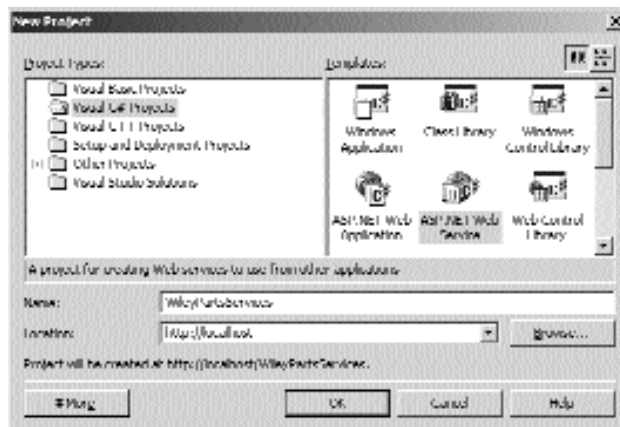 New Project
Project Types:
Templates:
Visual Basic Projects
Visual C# Projects
Visual C++ Projects
Setup and Deployment Projects
Other Projects
Visual Studio Solutions
Windows Application
Class Library
Windows Control Library
ASP.NET Web Application
ASP.NET Web Service
Web Control Library
A project for creating Web services to use from other applications
Name:
WileyPartsServices
Location:
http://localhost
Browse...
Project will be created at http://localhost/WileyPartsServices.
More
OK
Cancel
Help